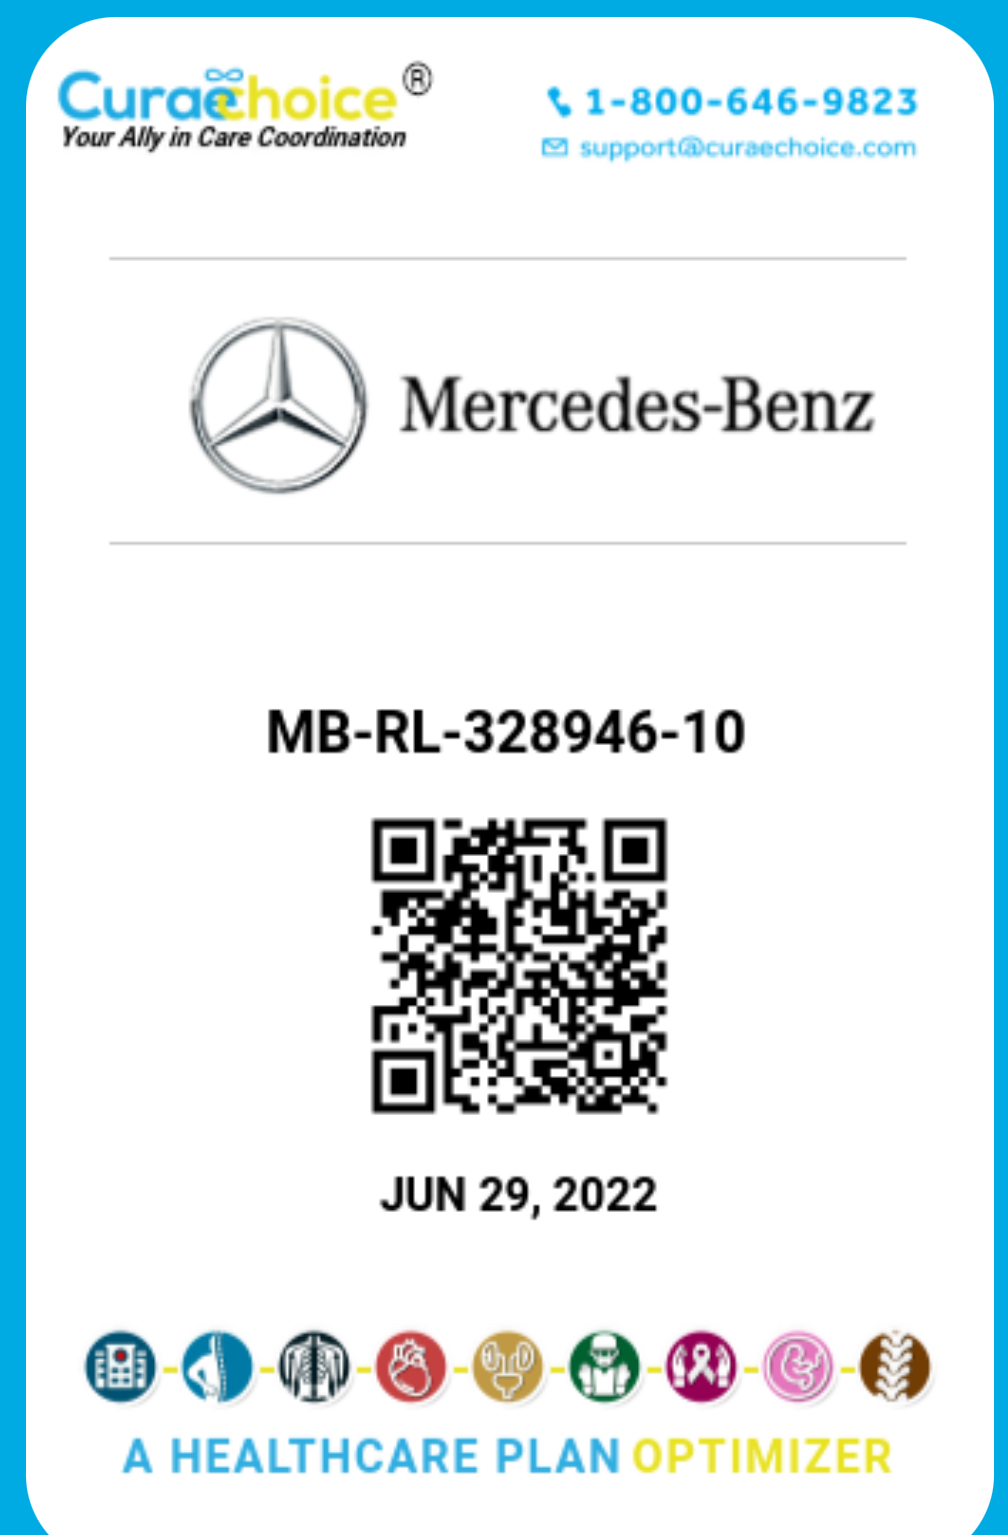 Curaechoice®
Your Ally in Care Coordination
1-800-646-9823
support@curaechoice.com
Mercedes-Benz
MB-RL-328946-10
JUN 29, 2022
A HEALTHCARE PLAN OPTIMIZER